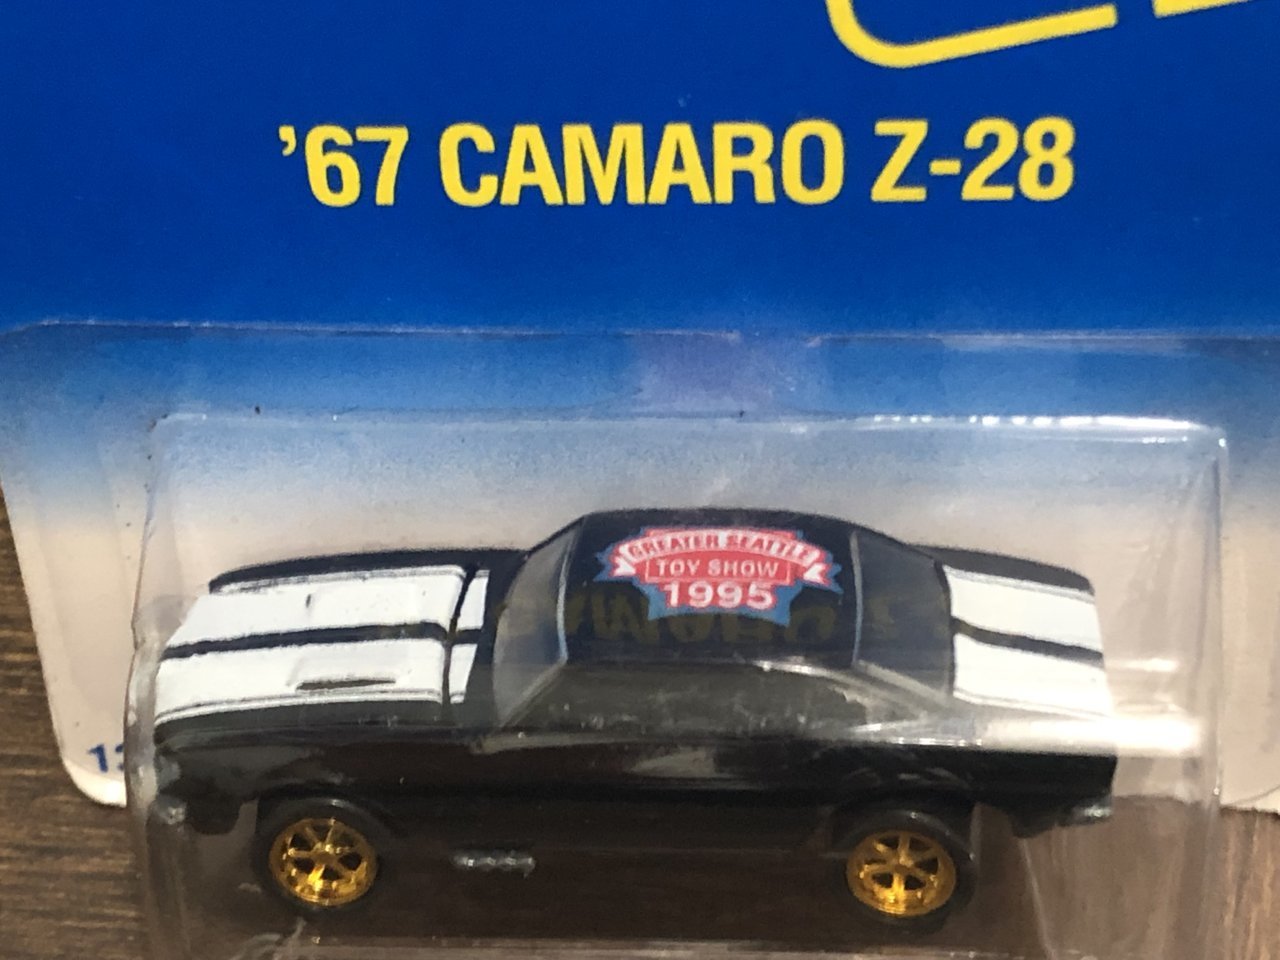 '67 CAMARO Z-28
GREATER SEATTLE
TOY SHOW
1995